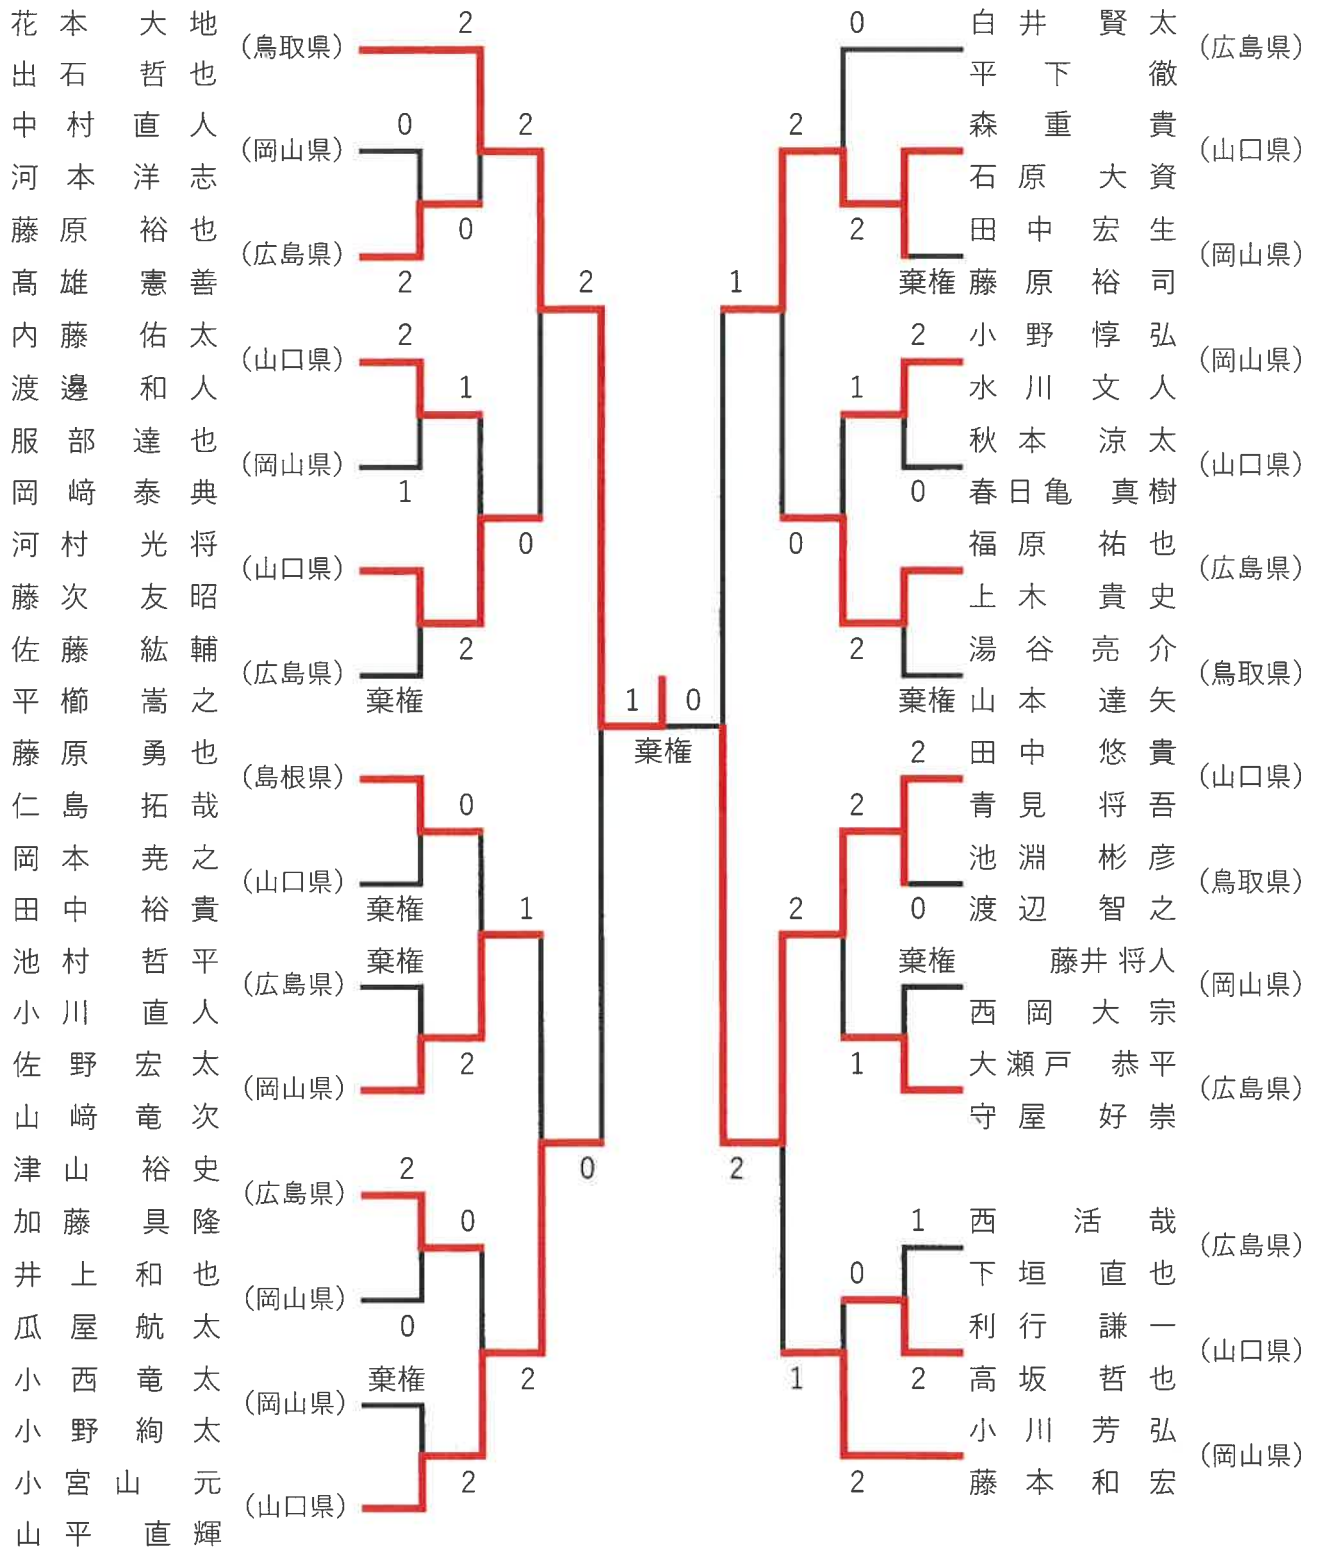 花本 大地
(鳥取県)
出石 哲也
2
中村 直人
(岡山県)
河本 洋志
0
2
藤原 裕也
(広島県)
髙雄 憲善
0
2
2
内藤 佑太
(山口県)
渡邊 和人
2
1
服部 達也
(岡山県)
岡﨑 泰典
1
0
河村 光将
(山口県)
藤次 友昭
佐藤 紘輔
(広島県)
平櫛 嵩之
2
棄権
藤原 勇也
(島根県)
仁島 拓哉
0
岡本 尭之
(山口県)
田中 裕貴
棄権
1
池村 哲平
(広島県)
小川 直人
棄権
佐野 宏太
(岡山県)
山﨑 竜次
2
津山 裕史
(広島県)
加藤 具隆
2
0
0
井上 和也
(岡山県)
瓜屋 航太
0
小西 竜太
(岡山県)
小野 絢太
棄権
2
小宮山 元
(山口県)
山平 直輝
2
1 0
棄権
白井 賢太
(広島県)
平下 徹
0
森重 貴
(山口県)
石原 大資
2
田中 宏生
(岡山県)
藤原 裕司
2
棄権
1
小野 惇弘
(岡山県)
水川 文人
2
1
秋本 涼太
(山口県)
春日亀 真樹
0
0
福原 祐也
(広島県)
上木 貴史
湯谷 亮介
(鳥取県)
山本 達矢
2
棄権
田中 悠貴
(山口県)
青見 将吾
2
2
池淵 彬彦
(鳥取県)
渡辺 智之
0
2
藤井 将人
(岡山県)
西岡 大宗
棄権
大瀬戸 恭平
(広島県)
守屋 好崇
1
2
西 活哉
(広島県)
下垣 直也
1
0
利行 謙一
(山口県)
高坂 哲也
2
1
小川 芳弘
(岡山県)
藤本 和宏
2